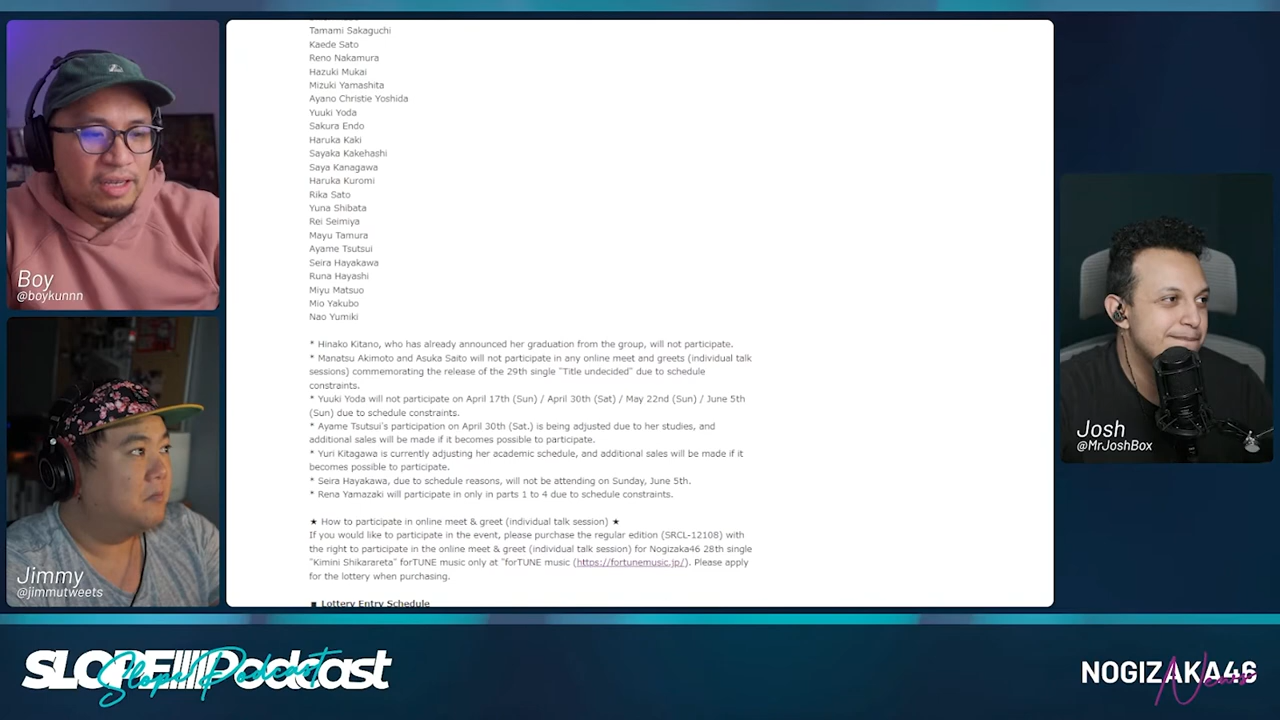 Tamami Sakaguchi
Kaede Sato
Reno Nakamura
Hazuki Mukai
Mizuki Yamashita
Ayano Christie Yoshida
Yuuki Yoda
Sakura Endo
Haruka Kaki
Sayaka Kakehashi
Saya Kanagawa
Haruka Kuromi
Rika Sato
Yuna Shibata
Rei Seimiya
Mayu Tamura
Ayame Tsutsui
Seira Hayakawa
Runa Hayashi
Miyu Matsuo
Mio Yakubo
Nao Yumiki
* Hinako Kitano, who has already announced her graduation from the group, will not participate.
* Manatsu Akimoto and Asuka Saito will not participate in any online meet and greets (individual talk
sessions) commemorating the release of the 29th single "Title undecided" due to schedule
constraints.
* Yuuki Yoda will not participate on April 17th (Sun) / April 30th (Sat) / May 22nd (Sun) / June 5th
(Sun) due to schedule constraints.
* Ayame Tsutsui's participation on April 30th (Sat.) is being adjusted due to her studies, and
additional sales will be made if it becomes possible to participate.
* Yuri Kitagawa is currently adjusting her academic schedule, and additional sales will be made if it
becomes possible to participate.
* Seira Hayakawa, due to schedule reasons, will not be attending on Sunday, June 5th.
* Rena Yamazaki will participate in only in parts 1 to 4 due to schedule constraints.
★ How to participate in online meet & greet (individual talk session) ★
If you would like to participate in the event, please purchase the regular edition (SRCL-12108) with
the right to participate in the online meet & greet (individual talk session) for Nogizaka46 28th single
"Kimini Shikarareta" forTUNE music only at "forTUNE music (https://fortunemusic.jp/). Please apply
for the lottery when purchasing.
■ Lottery Entry Schedule
Boy
@boykunnn
Jimmy
@jimmutweets
Josh
@MrJoshBox
SLOPE Podcast
Slope Podcast
NOGIZAKA46
News